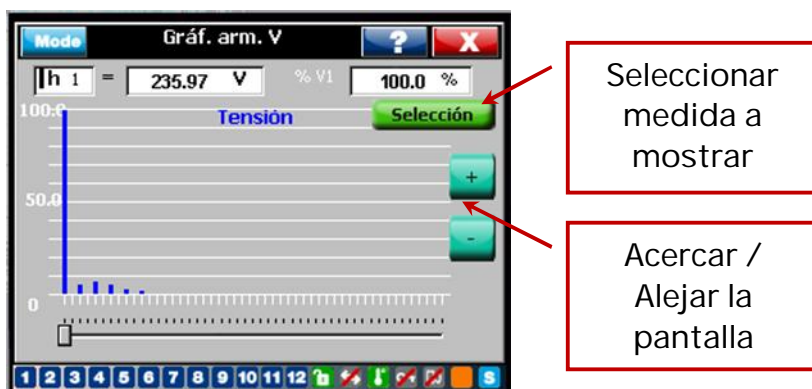 Mode Gráf. arm. V ? X
h 1 = 235.97 V % V1 100.0 %
100.0 Tensión Selección
+
50.0
-
0
1 2 3 4 5 6 7 8 9 10 11 12 S
Seleccionar
medida a
mostrar
Acercar /
Alejar la
pantalla